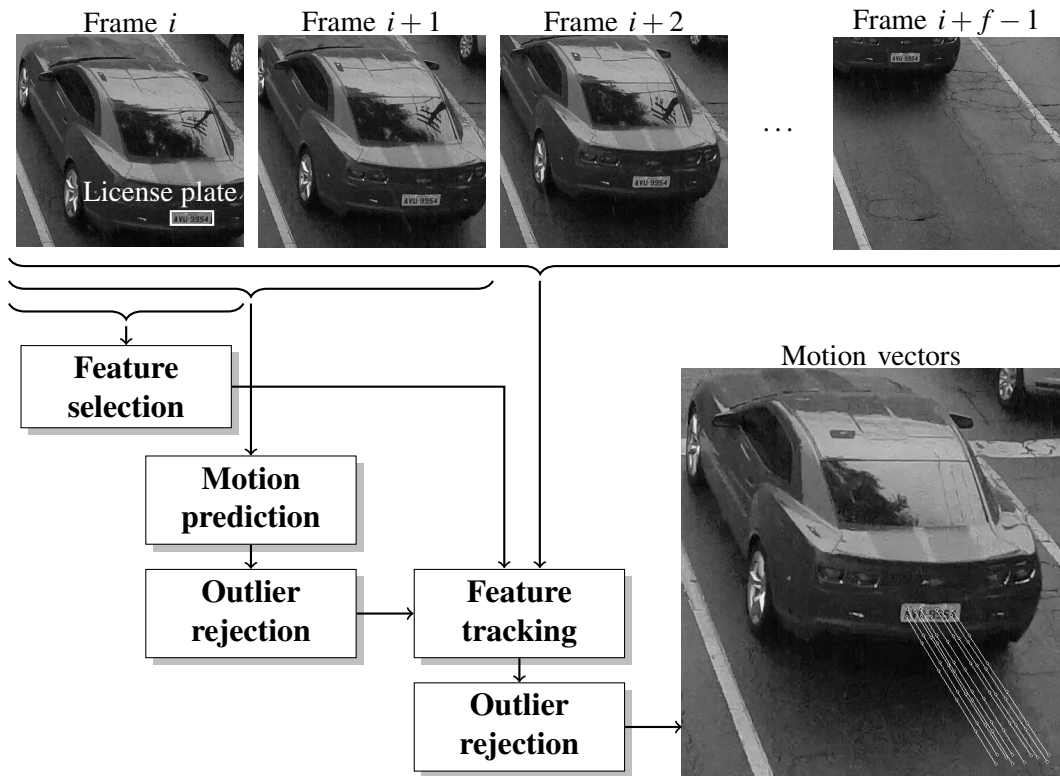 Frame i
Frame i + 1
Frame i + 2
Frame i + f − 1
License plate
AVU 9954
AVU 9954
AVU 9954
AVU 9954
...
Feature
selection
Motion vectors
Motion
prediction
Outlier
rejection
Feature
tracking
Outlier
rejection